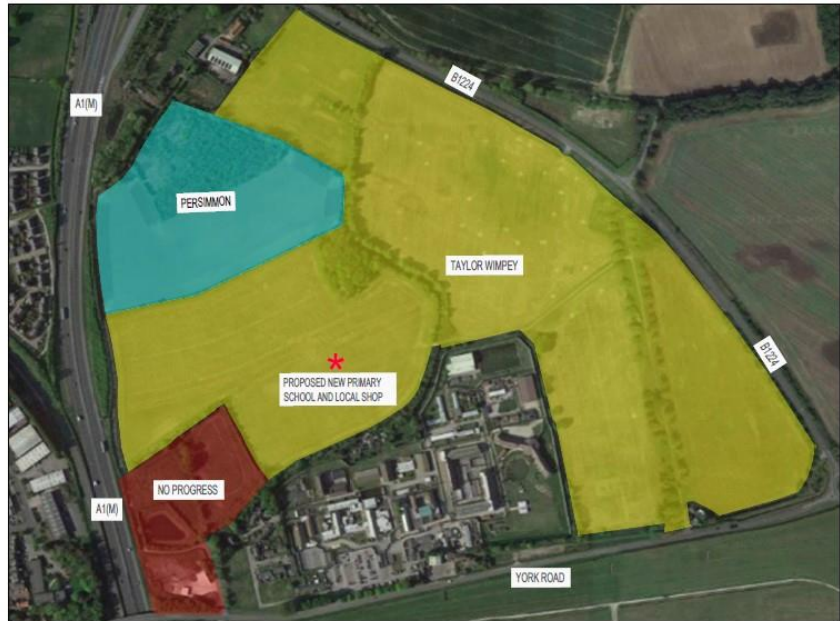 A1(M)
B1224
PERSIMMON
TAYLOR WIMPEY
B1224
*
PROPOSED NEW PRIMARY
SCHOOL AND LOCAL SHOP
NO PROGRESS
A1(M)
YORK ROAD